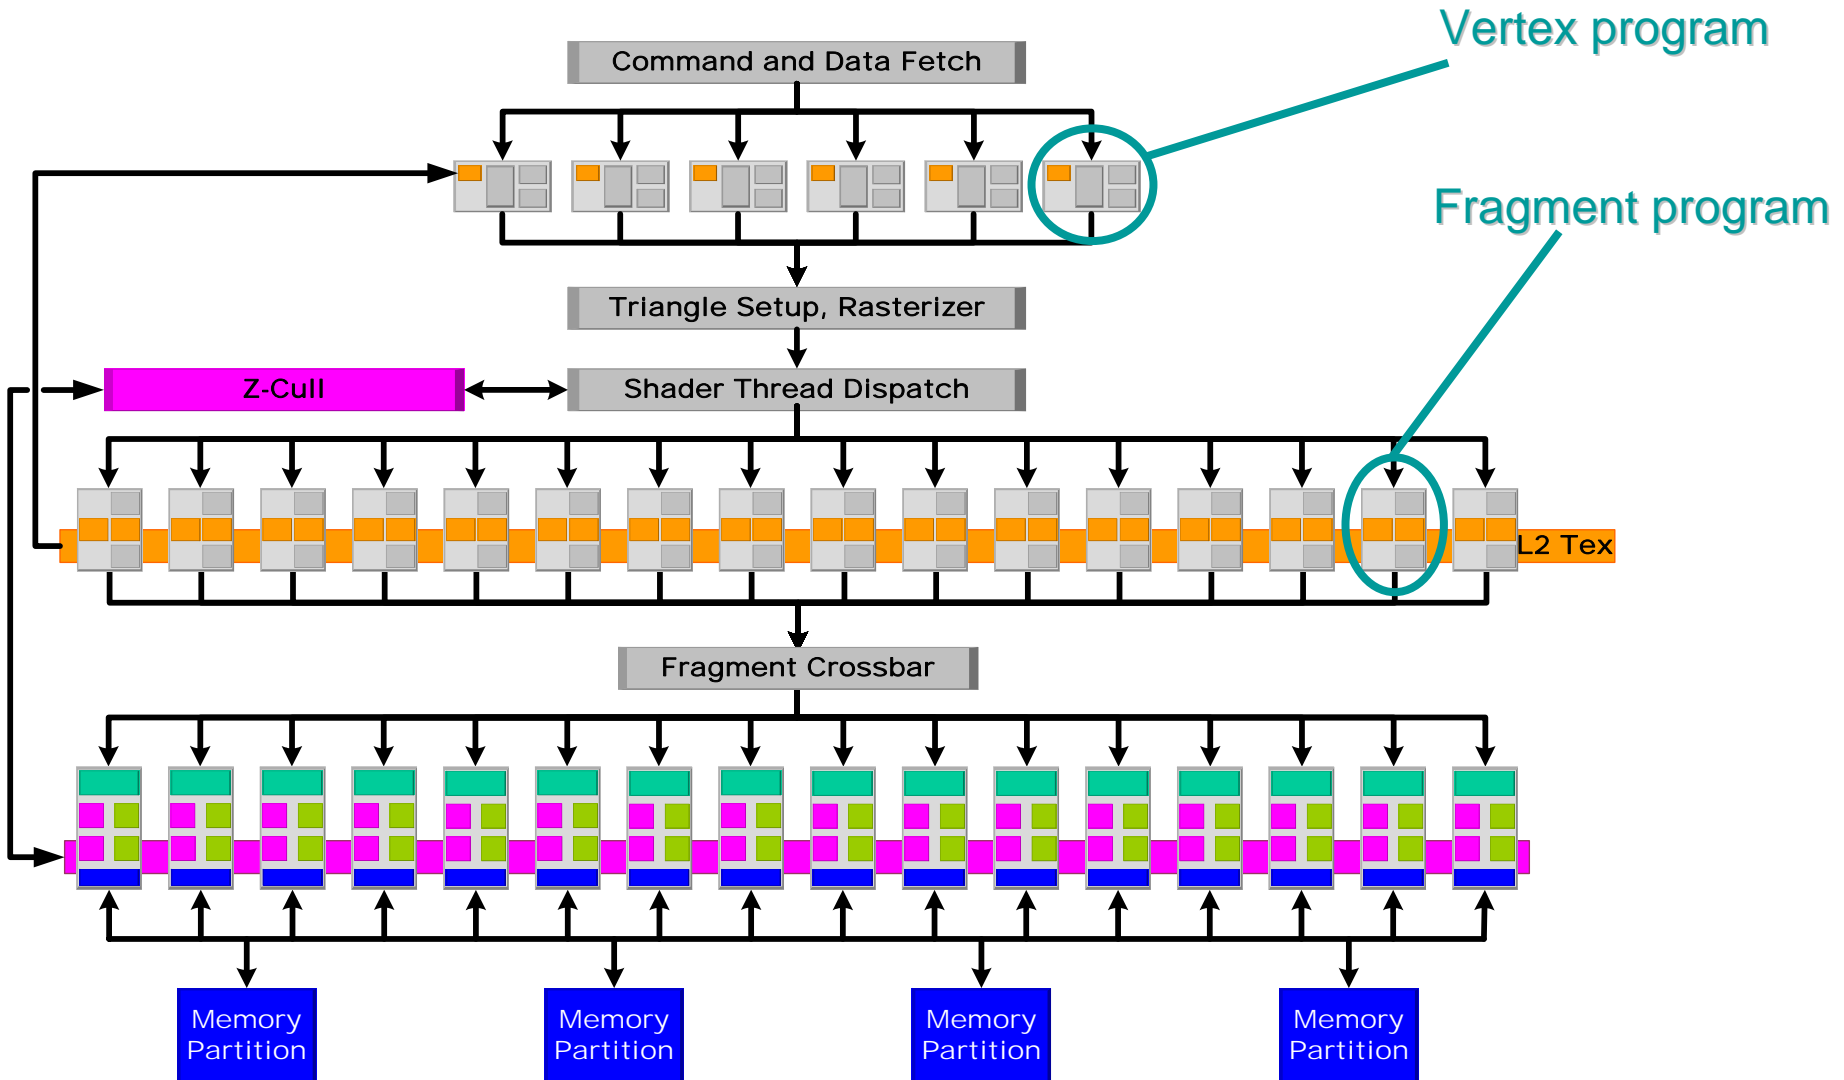 Vertex program
Command and Data Fetch
Fragment program
Triangle Setup, Rasterizer
Z-Cull
Shader Thread Dispatch
L2 Tex
Fragment Crossbar
Memory
Partition
Memory
Partition
Memory
Partition
Memory
Partition